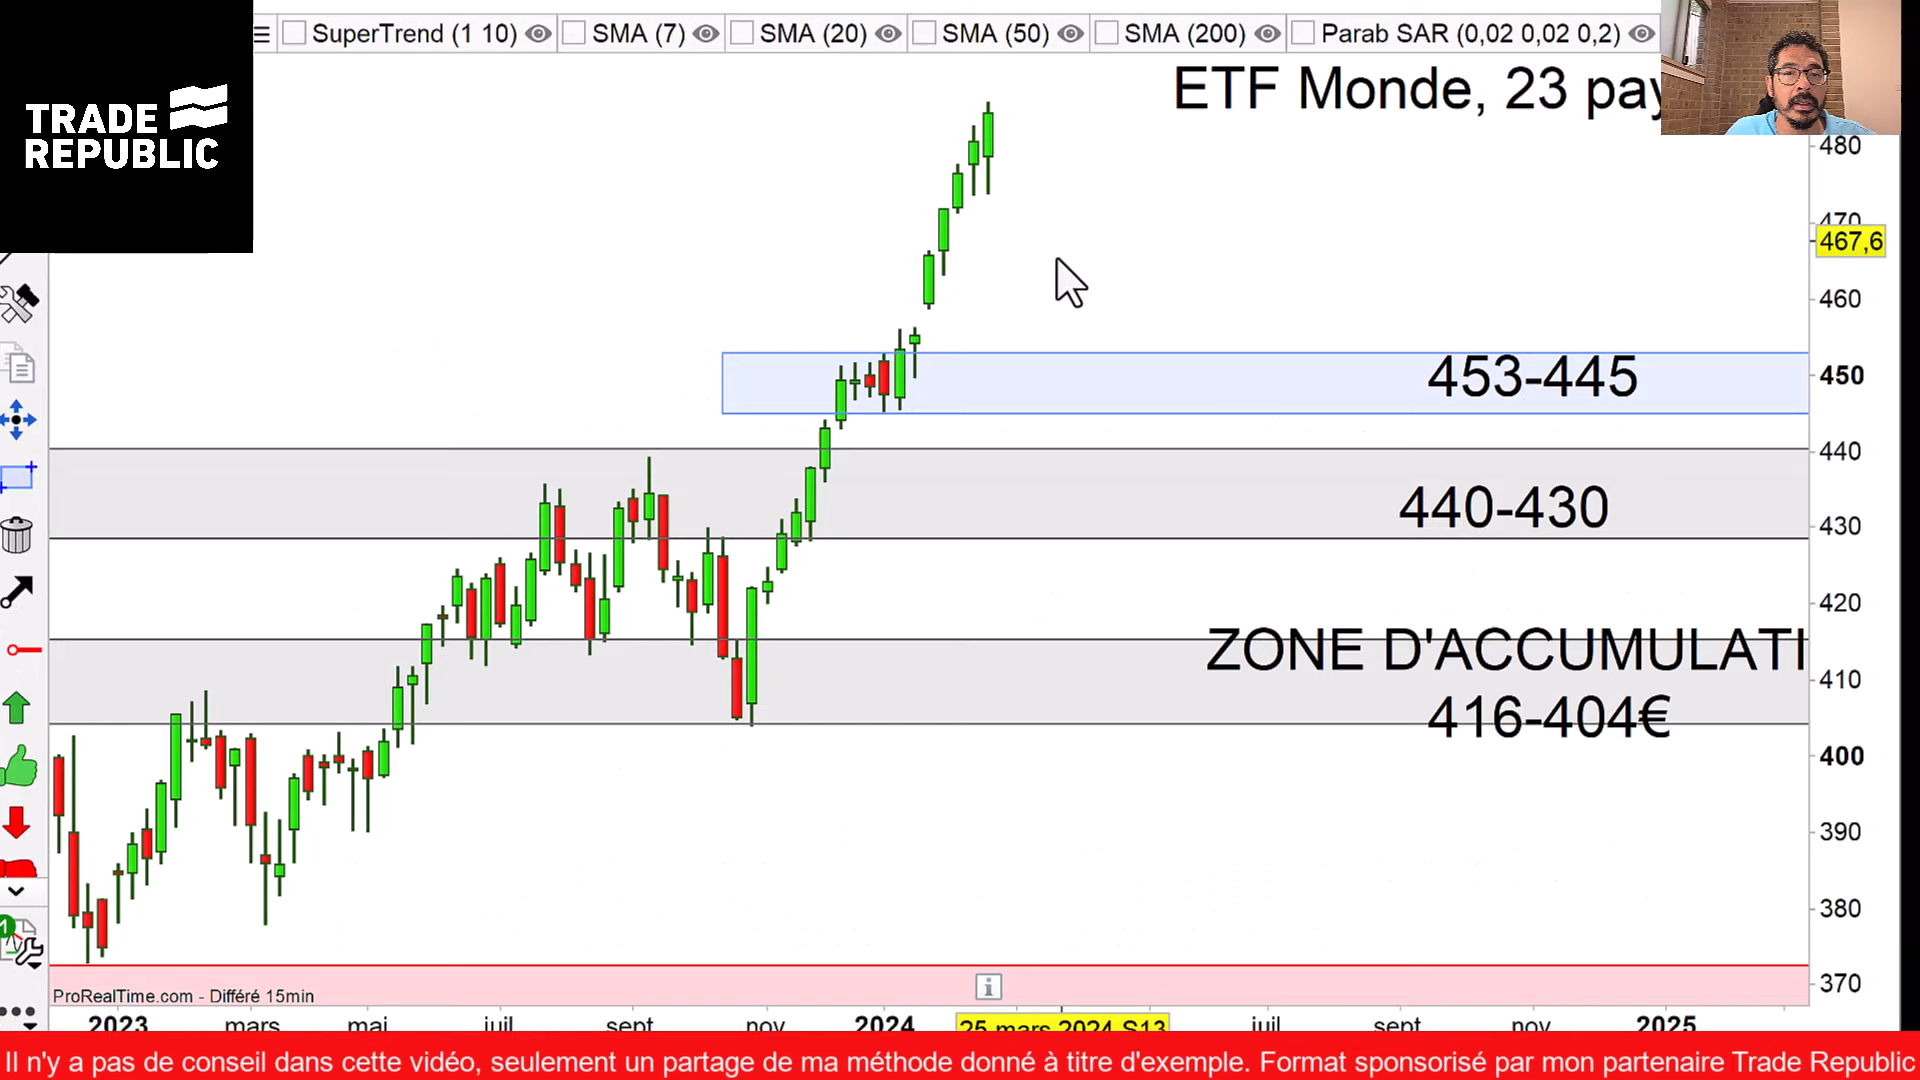 SuperTrend (1 10) SMA (7) SMA (20) SMA (50) SMA (200) Parab SAR (0,02 0,02 0,2)
TRADE
REPUBLIC
ETF Monde, 23 pay
480
470
467,6
460
453-445
450
440
440-430
430
420
ZONE D'ACCUMULATI
410
416-404€
400
390
380
370
ProRealTime.com - Différé 15min
2023 mars mai juil sept nov 2024 25 mars 2024 S13 juil sept nov 2025
Il n'y a pas de conseil dans cette vidéo, seulement un partage de ma méthode donné à titre d'exemple. Format sponsorisé par mon partenaire Trade Republic